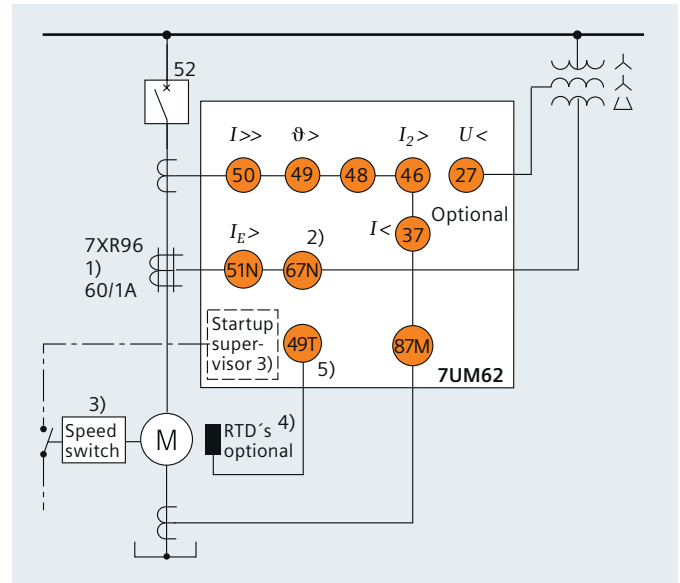 52
I>> ϑ> I₂> U<
50 49 48 46 27
Optional
I< 37
7XR96
1)
60/1A
I_E> 2)
51N 67N
Startup
super-
visor 3)
49T
5)
87M
7UM62
3)
Speed
switch
M
RTD´s 4)
optional